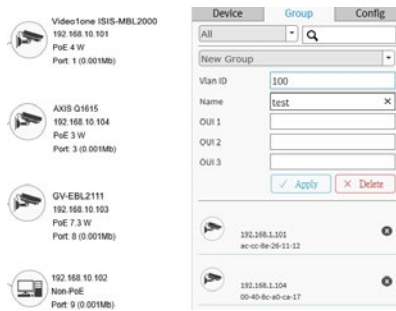 Video1one ISIS-MBL2000
192.168.10.101
PoE 4 W
Port: 1 (0.001Mb)
AXIS Q1615
192.168.10.104
PoE 3 W
Port: 3 (0.001Mb)
GV-EBL2111
192.168.10.103
PoE 7.3 W
Port: 8 (0.001Mb)
192.168.10.102
Non-PoE
Port: 9 (0.001Mb)
Device Group Config
All
New Group
Vlan ID 100
Name test
OUI 1
OUI 2
OUI 3
Apply Delete
192.168.1.101
ac-cc-8e-26-11-12
192.168.1.104
00-40-8c-a0-ca-17